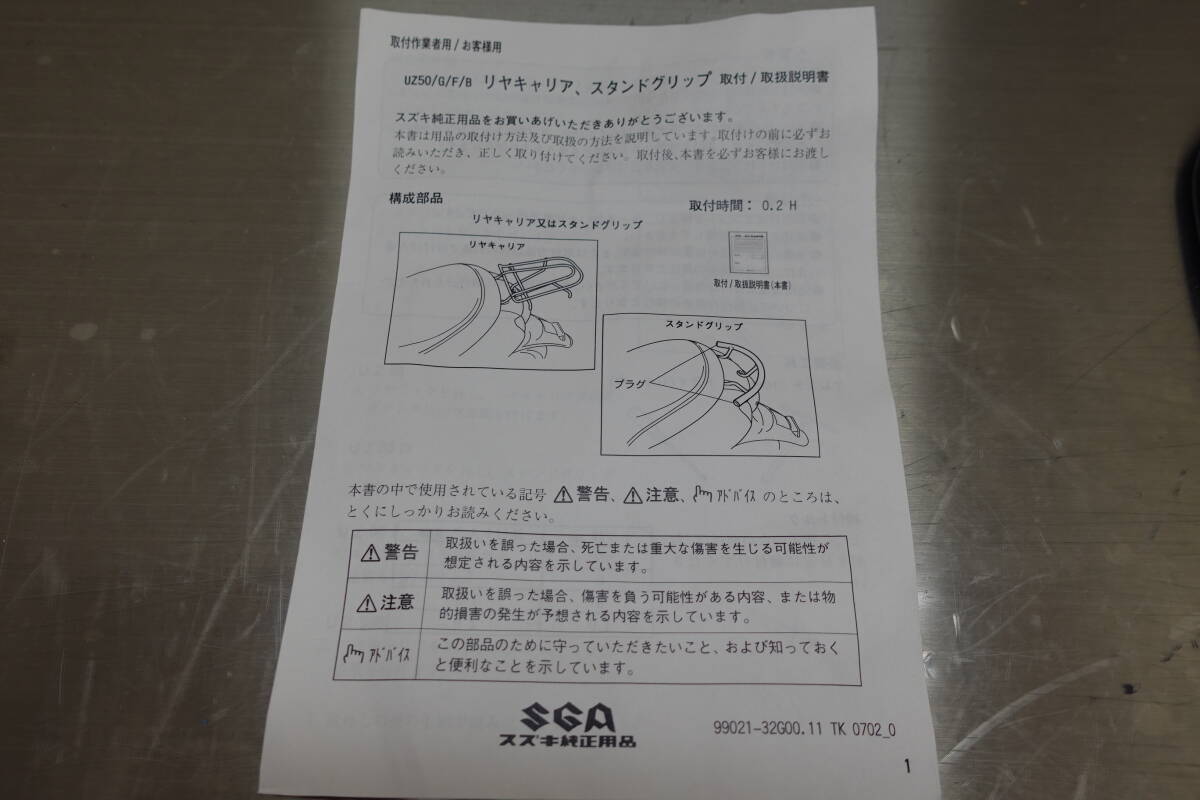 取付作業者用/お客様用
UZ50/G/F/B リヤキャリア、スタンドグリップ 取付/取扱説明書
スズキ純正用品をお買いあげいただきありがとうございます。
本書は用品の取付け方法及び取扱の方法を説明しています。取付けの前に必ずお
読みいただき、正しく取り付けてください。取付後、本書を必ずお客様にお渡し
ください。
構成部品
取付時間： 0.2 H
リヤキャリア又はスタンドグリップ
リヤキャリア
取付/取扱説明書(本書)
スタンドグリップ
プラグ
本書の中で使用されている記号 ⚠警告、⚠注意、アドバイス のところは、
とくにしっかりお読みください。
⚠警告
取扱いを誤った場合、死亡または重大な傷害を生じる可能性が
想定される内容を示しています。
⚠注意
取扱いを誤った場合、傷害を負う可能性がある内容、または物
的損害の発生が予想される内容を示しています。
アドバイス
この部品のために守っていただきたいこと、および知っておく
と便利なことを示しています。
SGA
スズキ純正用品
99021-32G00.11 TK 0702_0
1